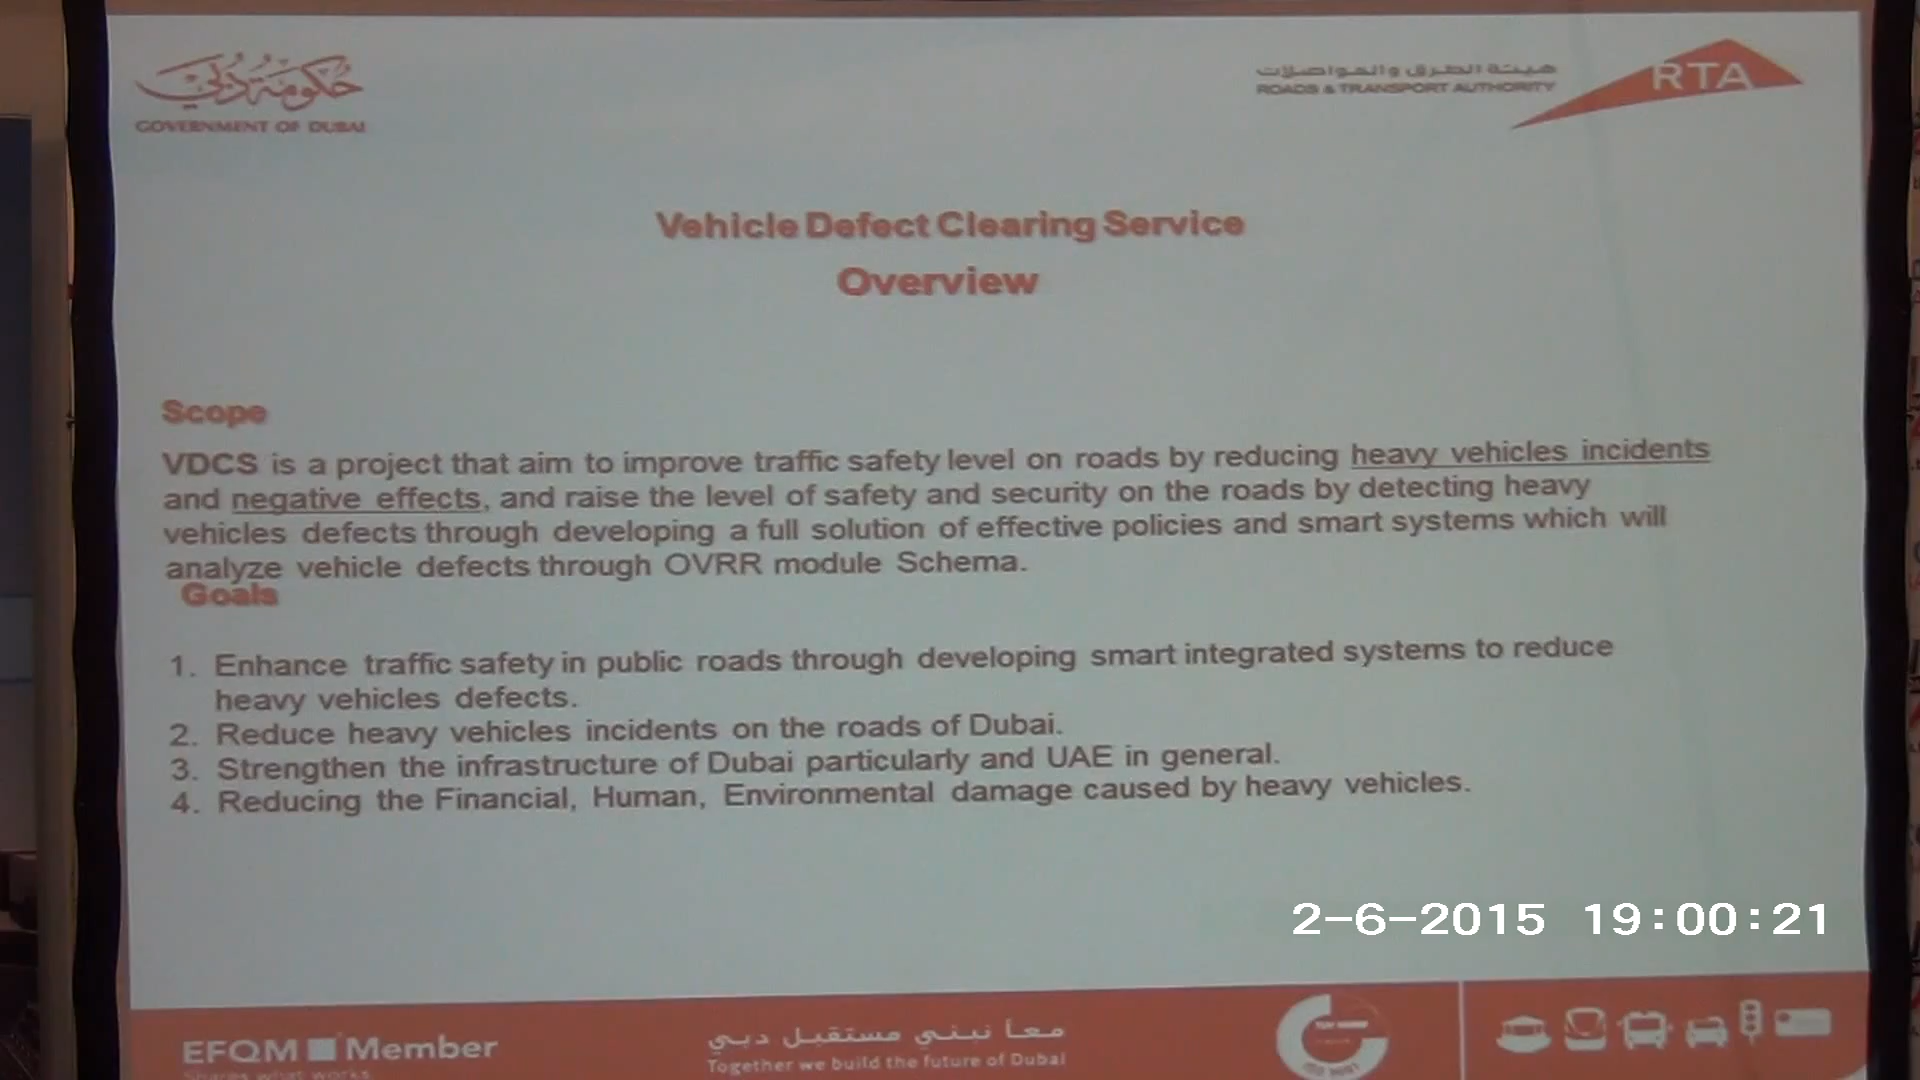 حكومة دبي
GOVERNMENT OF DUBAI
هيئة الطرق والمواصلات
ROADS & TRANSPORT AUTHORITY
RTA
Vehicle Defect Clearing Service
Overview
Scope
VDCS is a project that aim to improve traffic safety level on roads by reducing heavy vehicles incidents
and negative effects, and raise the level of safety and security on the roads by detecting heavy
vehicles defects through developing a full solution of effective policies and smart systems which will
analyze vehicle defects through OVRR module Schema.
Goals
1. Enhance traffic safety in public roads through developing smart integrated systems to reduce
heavy vehicles defects.
2. Reduce heavy vehicles incidents on the roads of Dubai.
3. Strengthen the infrastructure of Dubai particularly and UAE in general.
4. Reducing the Financial, Human, Environmental damage caused by heavy vehicles.
2-6-2015 19:00:21
EFQM Member
Shares what works.
معاً نبني مستقبل دبي
Together we build the future of Dubai